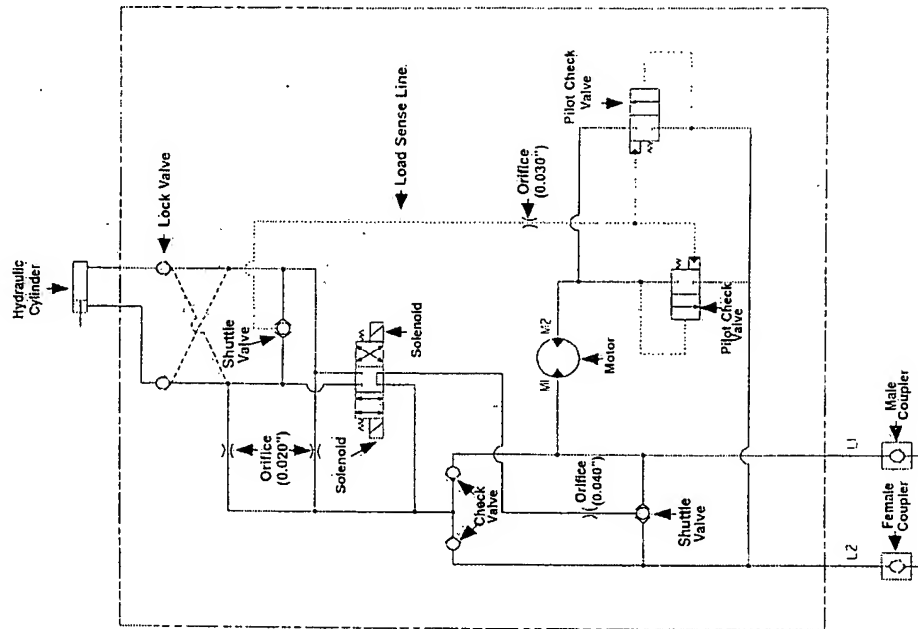 Hydraulic
Cylinder
Lock Valve
Load Sense Line
Shuttle
Valve
Solenoid
Orifice
(0.020")
Solenoid
Orifice
(0.030")
Pilot Check
Valve
Pilot Check
Valve
M1
M2
Motor
Check
Valve
Orifice
(0.040")
Shuttle
Valve
L1
L2
Male
Coupler
Female
Coupler